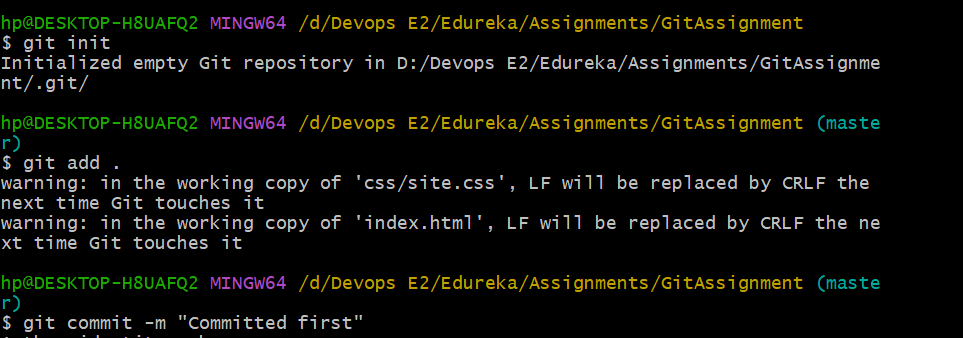 hp@DESKTOP-H8UAFQ2 MINGW64 /d/Devops E2/Edureka/Assignments/GitAssignment
$ git init
Initialized empty Git repository in D:/Devops E2/Edureka/Assignments/GitAssignme
nt/.git/
hp@DESKTOP-H8UAFQ2 MINGW64 /d/Devops E2/Edureka/Assignments/GitAssignment (maste
r)
$ git add .
warning: in the working copy of 'css/site.css', LF will be replaced by CRLF the
next time Git touches it
warning: in the working copy of 'index.html', LF will be replaced by CRLF the ne
xt time Git touches it
hp@DESKTOP-H8UAFQ2 MINGW64 /d/Devops E2/Edureka/Assignments/GitAssignment (maste
r)
$ git commit -m "Committed first"